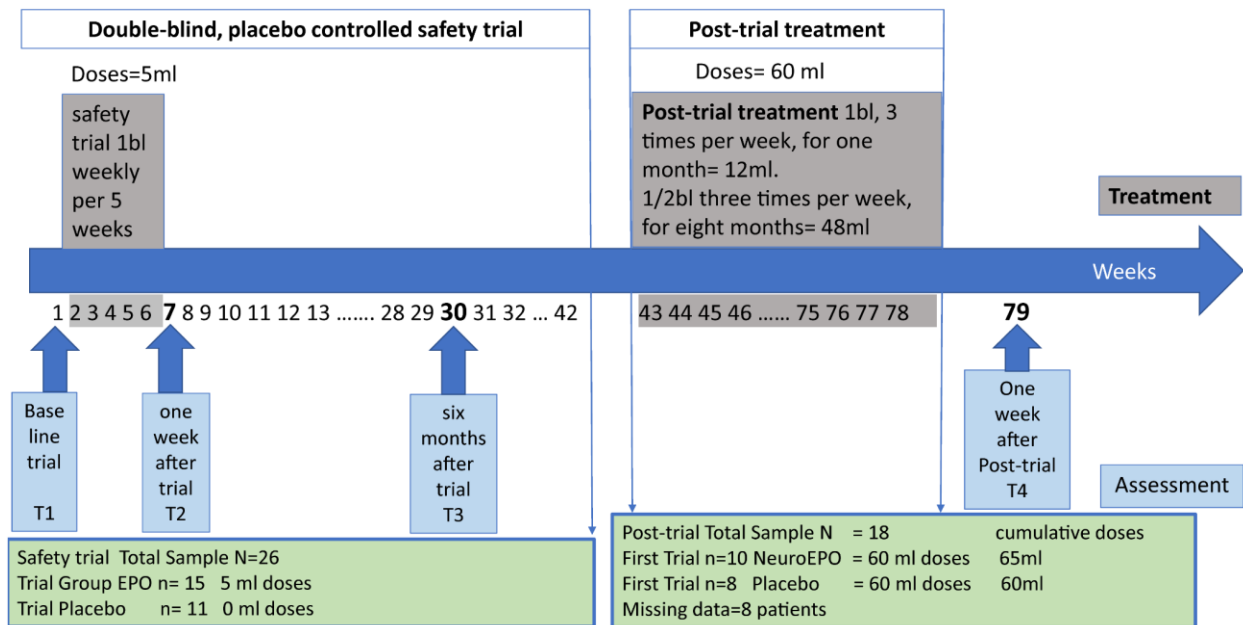 Double-blind, placebo controlled safety trial
Post-trial treatment
Doses=5ml
Doses= 60 ml
safety
trial 1bl
weekly
per 5
weeks
Post-trial treatment 1bl, 3
times per week, for one
month= 12ml.
1/2bl three times per week,
for eight months= 48ml
Treatment
Weeks
1 2 3 4 5 6 7 8 9 10 11 12 13 ....... 28 29 30 31 32 ... 42
43 44 45 46 ...... 75 76 77 78
79
Base
line
trial
T1
one
week
after
trial
T2
six
months
after
trial
T3
One
week
after
Post-trial
T4
Assessment
Safety trial Total Sample N=26
Trial Group EPO n= 15 5 ml doses
Trial Placebo n= 11 0 ml doses
Post-trial Total Sample N = 18 cumulative doses
First Trial n=10 NeuroEPO = 60 ml doses 65ml
First Trial n=8 Placebo = 60 ml doses 60ml
Missing data=8 patients